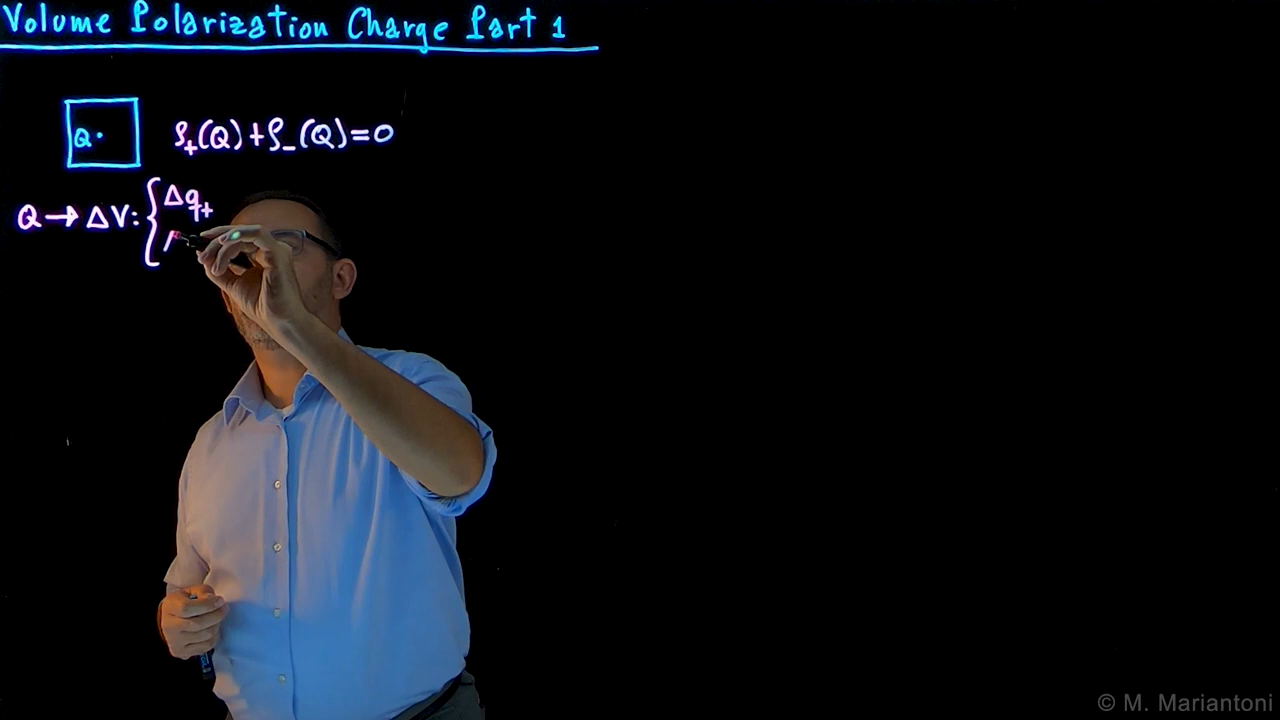 Volume Polarization Charge Part 1
Q ρ₊(Q)+ρ₋(Q)=0
Q → ΔV: { Δq₊
© M. Mariantoni